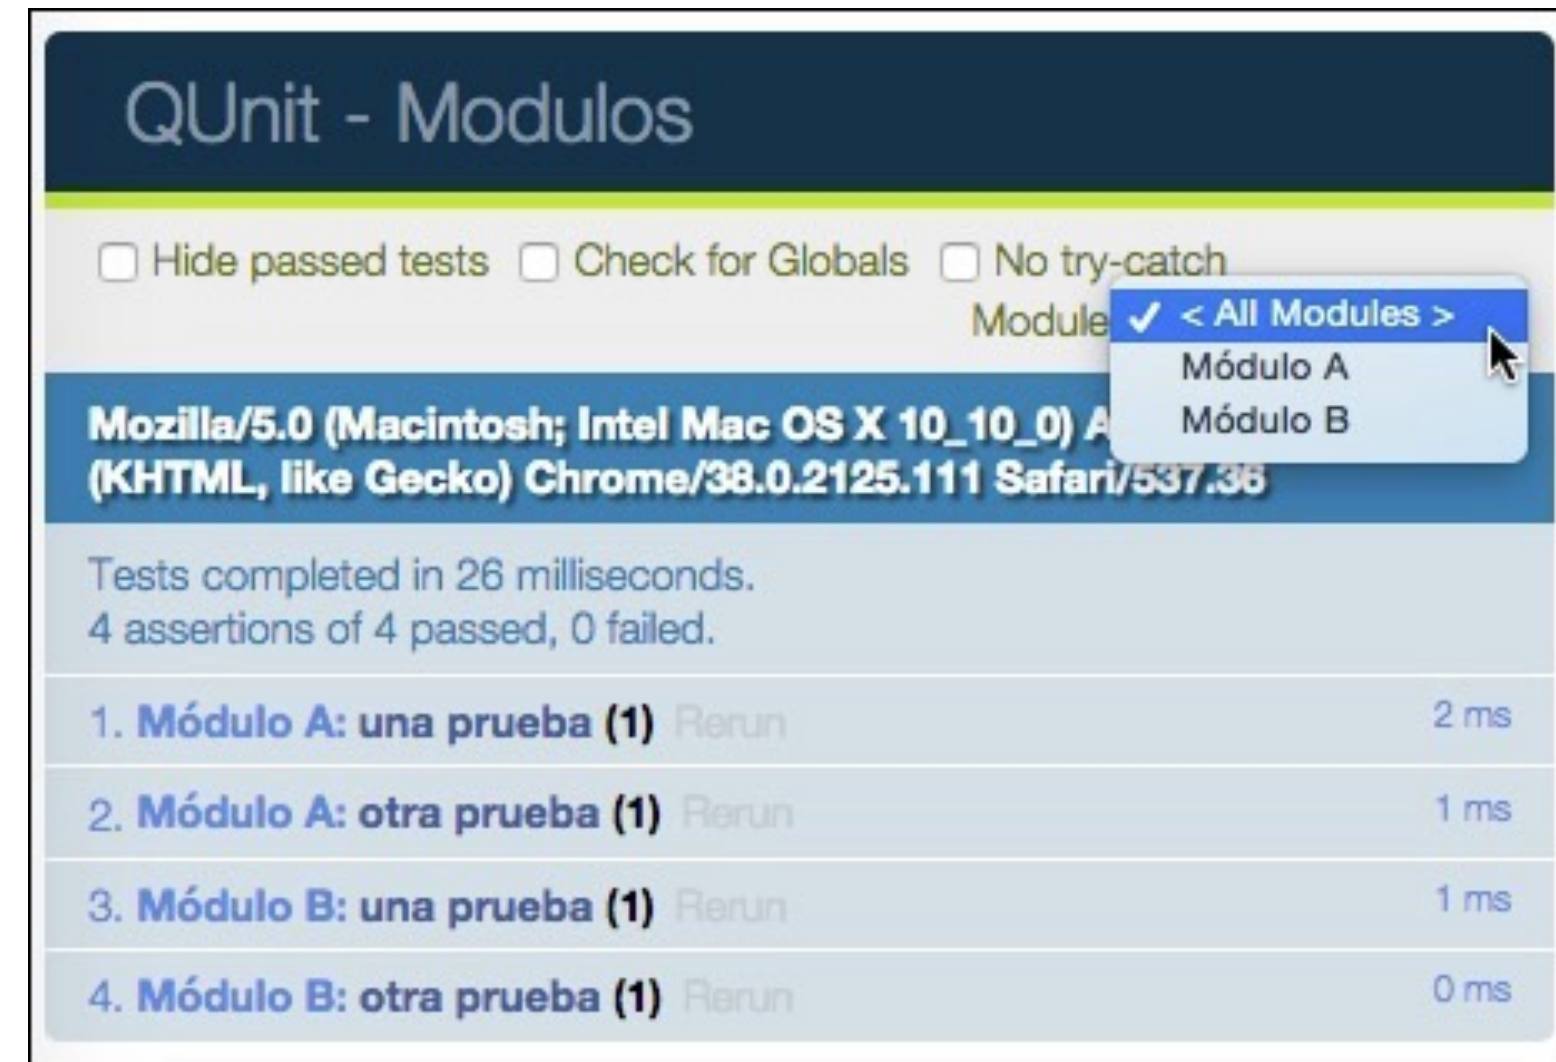 QUnit - Modulos
Hide passed tests Check for Globals No try-catch
Module ✓ < All Modules >
Módulo A
Módulo B
Mozilla/5.0 (Macintosh; Intel Mac OS X 10_10_0) A
(KHTML, like Gecko) Chrome/38.0.2125.111 Safari/537.36
Tests completed in 26 milliseconds.
4 assertions of 4 passed, 0 failed.
1. Módulo A: una prueba (1) Rerun 2 ms
2. Módulo A: otra prueba (1) Rerun 1 ms
3. Módulo B: una prueba (1) Rerun 1 ms
4. Módulo B: otra prueba (1) Rerun 0 ms